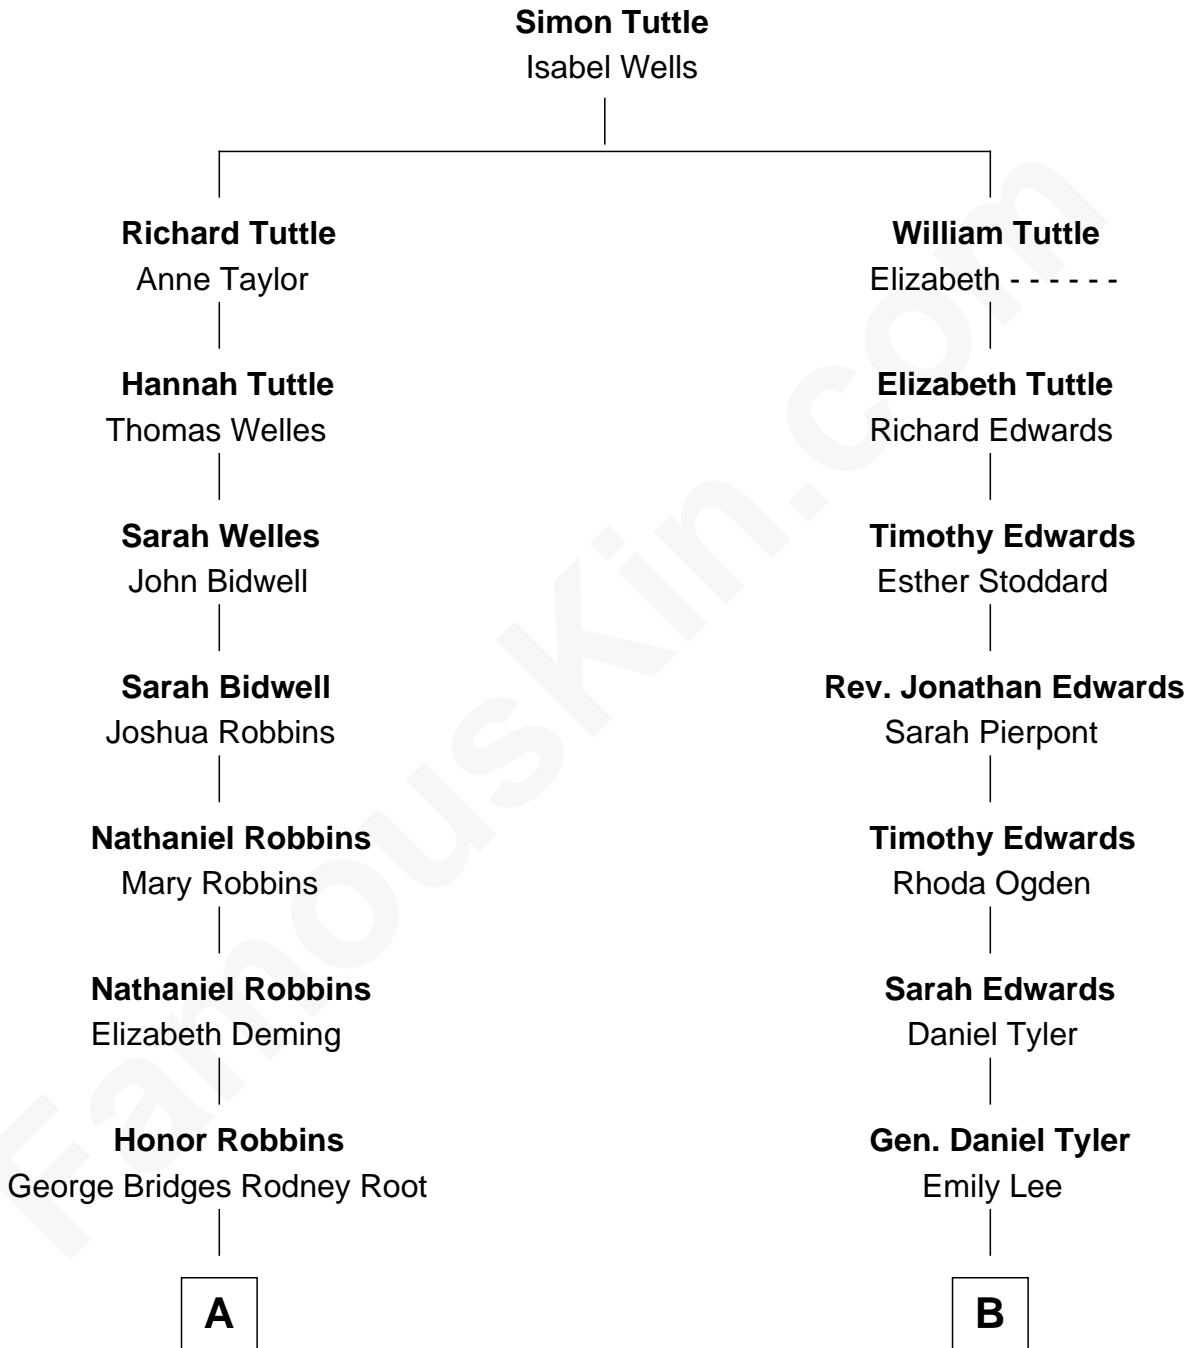 Simon Tuttle
Isabel Wells
Richard Tuttle
Anne Taylor
William Tuttle
Elizabeth - - - - - -
Hannah Tuttle
Thomas Welles
Elizabeth Tuttle
Richard Edwards
Sarah Welles
John Bidwell
Timothy Edwards
Esther Stoddard
Sarah Bidwell
Joshua Robbins
Rev. Jonathan Edwards
Sarah Pierpont
Nathaniel Robbins
Mary Robbins
Timothy Edwards
Rhoda Ogden
Nathaniel Robbins
Elizabeth Deming
Sarah Edwards
Daniel Tyler
Honor Robbins
George Bridges Rodney Root
Gen. Daniel Tyler
Emily Lee
A
B
FamousKin.com